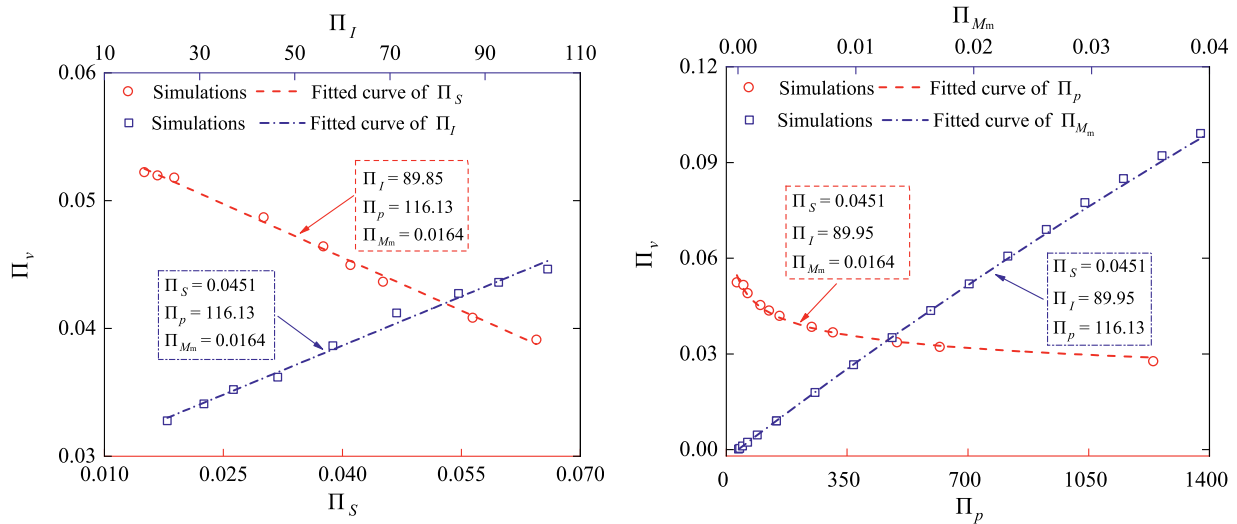 Π_I
10 30 50 70 90 110
0.06
0.05
0.04
0.03
Π_v
Simulations Fitted curve of Π_S
Simulations Fitted curve of Π_I
Π_I = 89.85
Π_p = 116.13
Π_Mm = 0.0164
Π_S = 0.0451
Π_p = 116.13
Π_Mm = 0.0164
0.010 0.025 0.040 0.055 0.070
Π_S
Π_Mm
0.00 0.01 0.02 0.03 0.04
0.12
0.09
0.06
0.03
0.00
Π_v
Simulations Fitted curve of Π_p
Simulations Fitted curve of Π_Mm
Π_S = 0.0451
Π_I = 89.95
Π_Mm = 0.0164
Π_S = 0.0451
Π_I = 89.95
Π_p = 116.13
0 350 700 1050 1400
Π_p